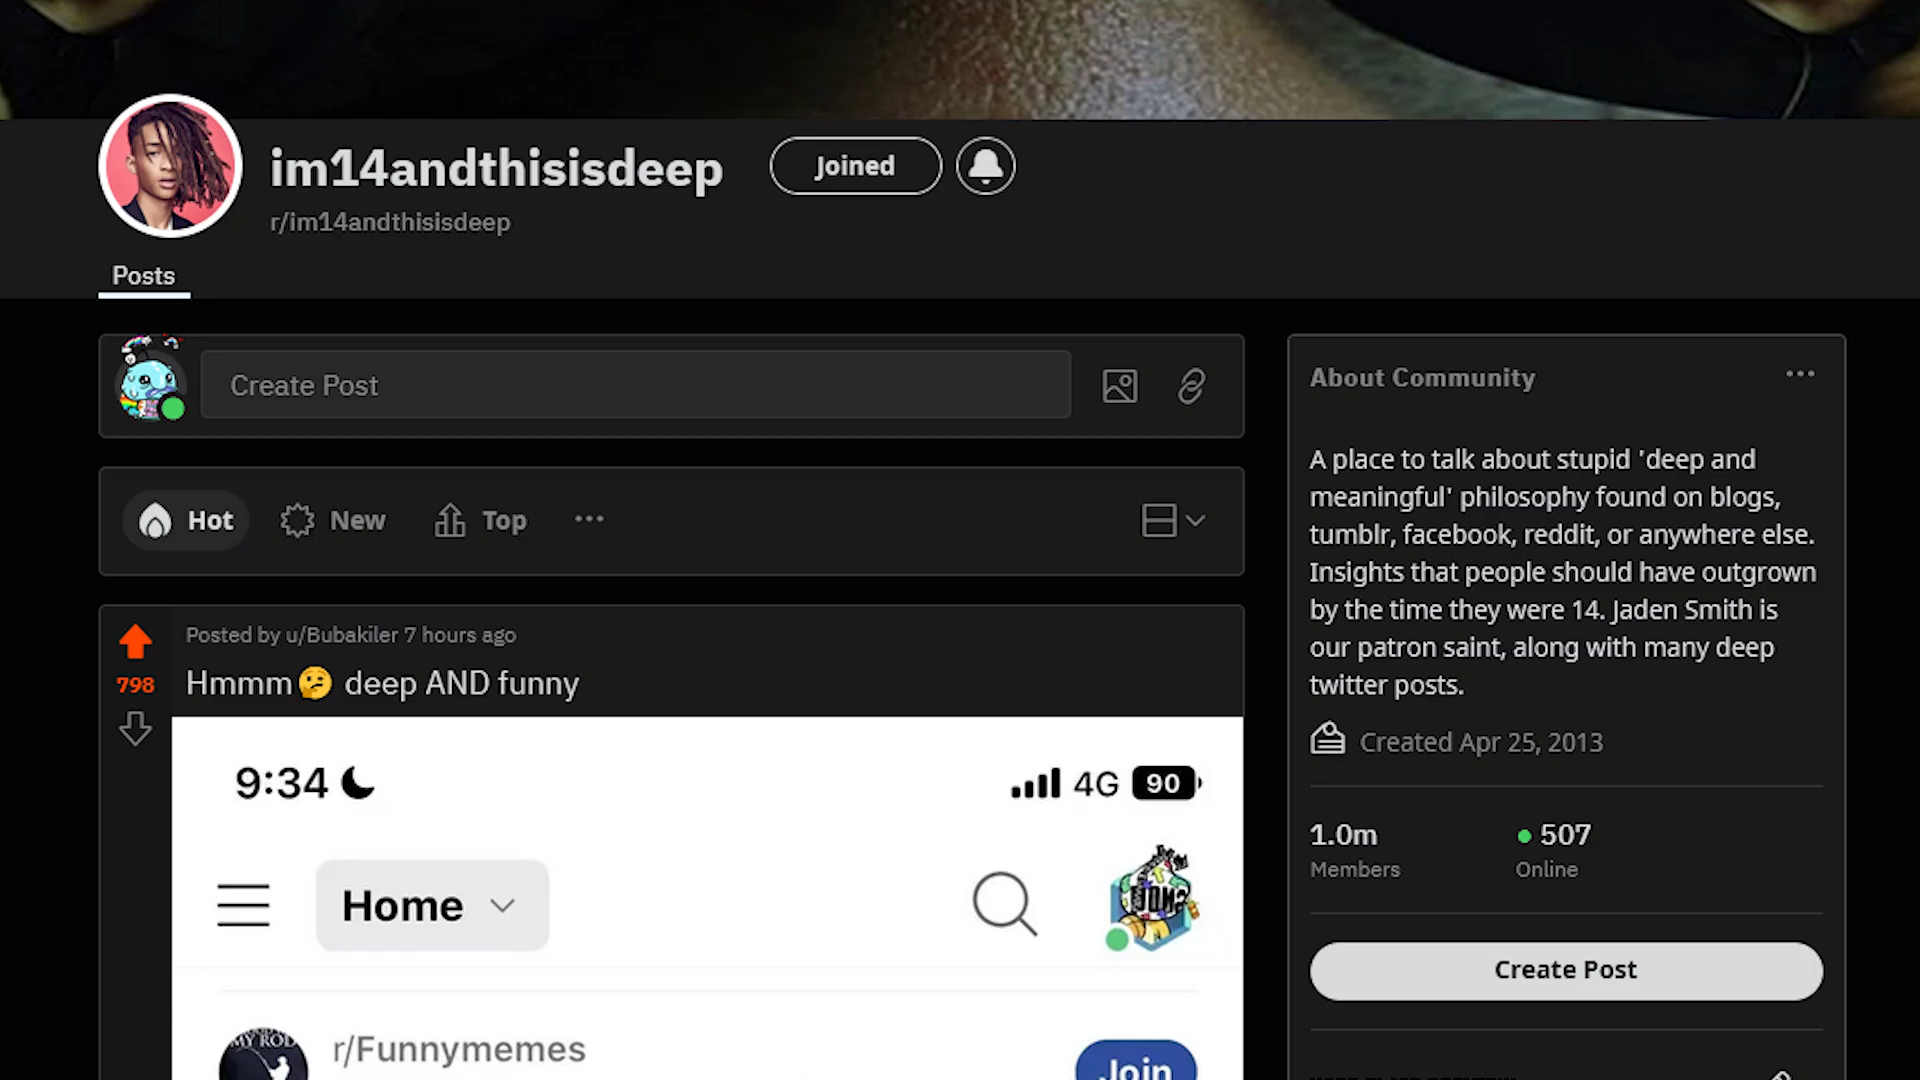 im14andthisisdeep
Joined
r/im14andthisisdeep
Posts
Create Post
Hot
New
Top
Posted by u/Bubakiler 7 hours ago
798
Hmmm🤔 deep AND funny
9:34
4G
90
Home
MY ROD
r/Funnymemes
Join
About Community
A place to talk about stupid 'deep and
meaningful' philosophy found on blogs,
tumblr, facebook, reddit, or anywhere else.
Insights that people should have outgrown
by the time they were 14. Jaden Smith is
our patron saint, along with many deep
twitter posts.
Created Apr 25, 2013
1.0m
507
Members
Online
Create Post